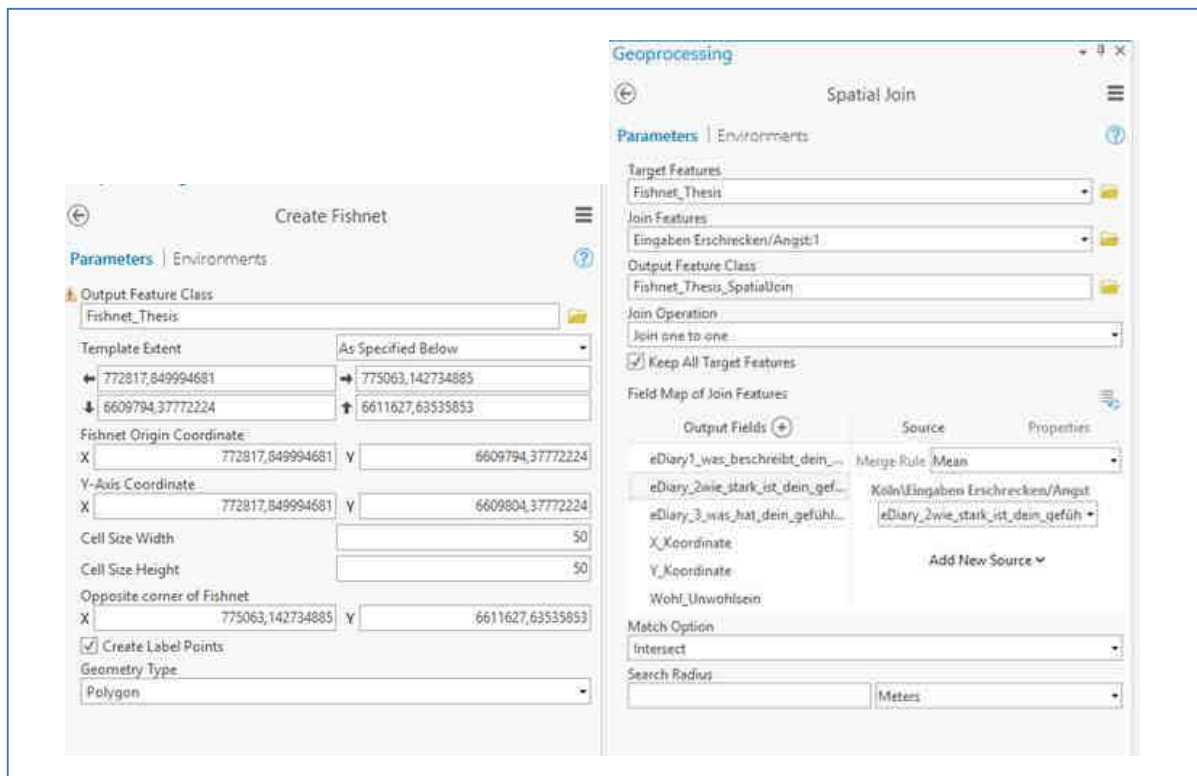 Create Fishnet
Parameters | Environments
Output Feature Class
Fishnet_Thesis
Template Extent
As Specified Below
772817,849994681
775063,142734885
6609794,37772224
6611627,63535853
Fishnet Origin Coordinate
X 772817,849994681 Y 6609794,37772224
Y-Axis Coordinate
X 772817,849994681 Y 6609804,37772224
Cell Size Width 50
Cell Size Height 50
Opposite corner of Fishnet
X 775063,142734885 Y 6611627,63535853
Create Label Points
Geometry Type
Polygon
Geoprocessing
Spatial Join
Parameters | Environments
Target Features
Fishnet_Thesis
Join Features
Eingaben Erschrecken/Angst:1
Output Feature Class
Fishnet_Thesis_SpatialJoin
Join Operation
Join one to one
Keep All Target Features
Field Map of Join Features
Output Fields
Source
Properties
eDiary1_was_beschreibt_dein_...
eDiary_2wie_stark_ist_dein_gef...
eDiary_3_was_hat_dein_gefühl...
X_Koordinate
Y_Koordinate
Wohl_Unwohlsein
Merge Rule Mean
Köln\Eingaben Erschrecken/Angst
eDiary_2wie_stark_ist_dein_gefüh
Add New Source
Match Option
Intersect
Search Radius
Meters